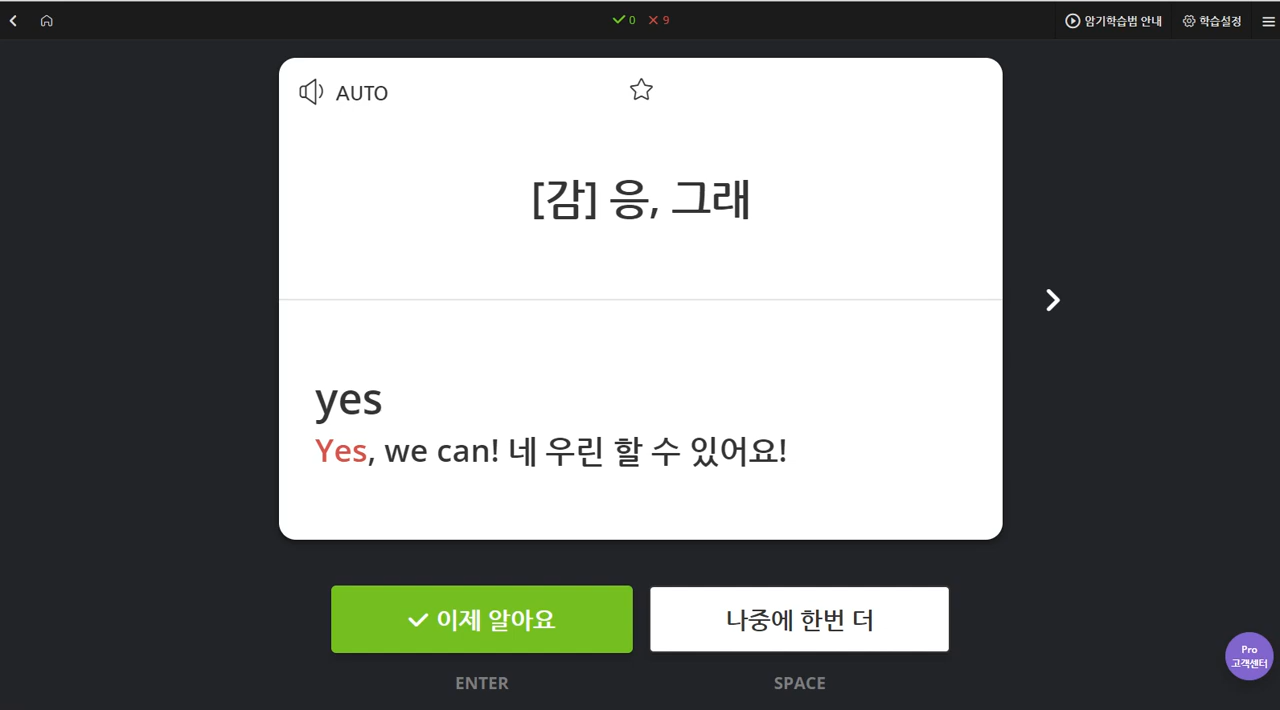 0 9
암기학습법 안내 학습설정
AUTO
[감] 응, 그래
yes
Yes, we can! 네 우린 할 수 있어요!
이제 알아요 나중에 한번 더
ENTER SPACE
Pro
고객센터